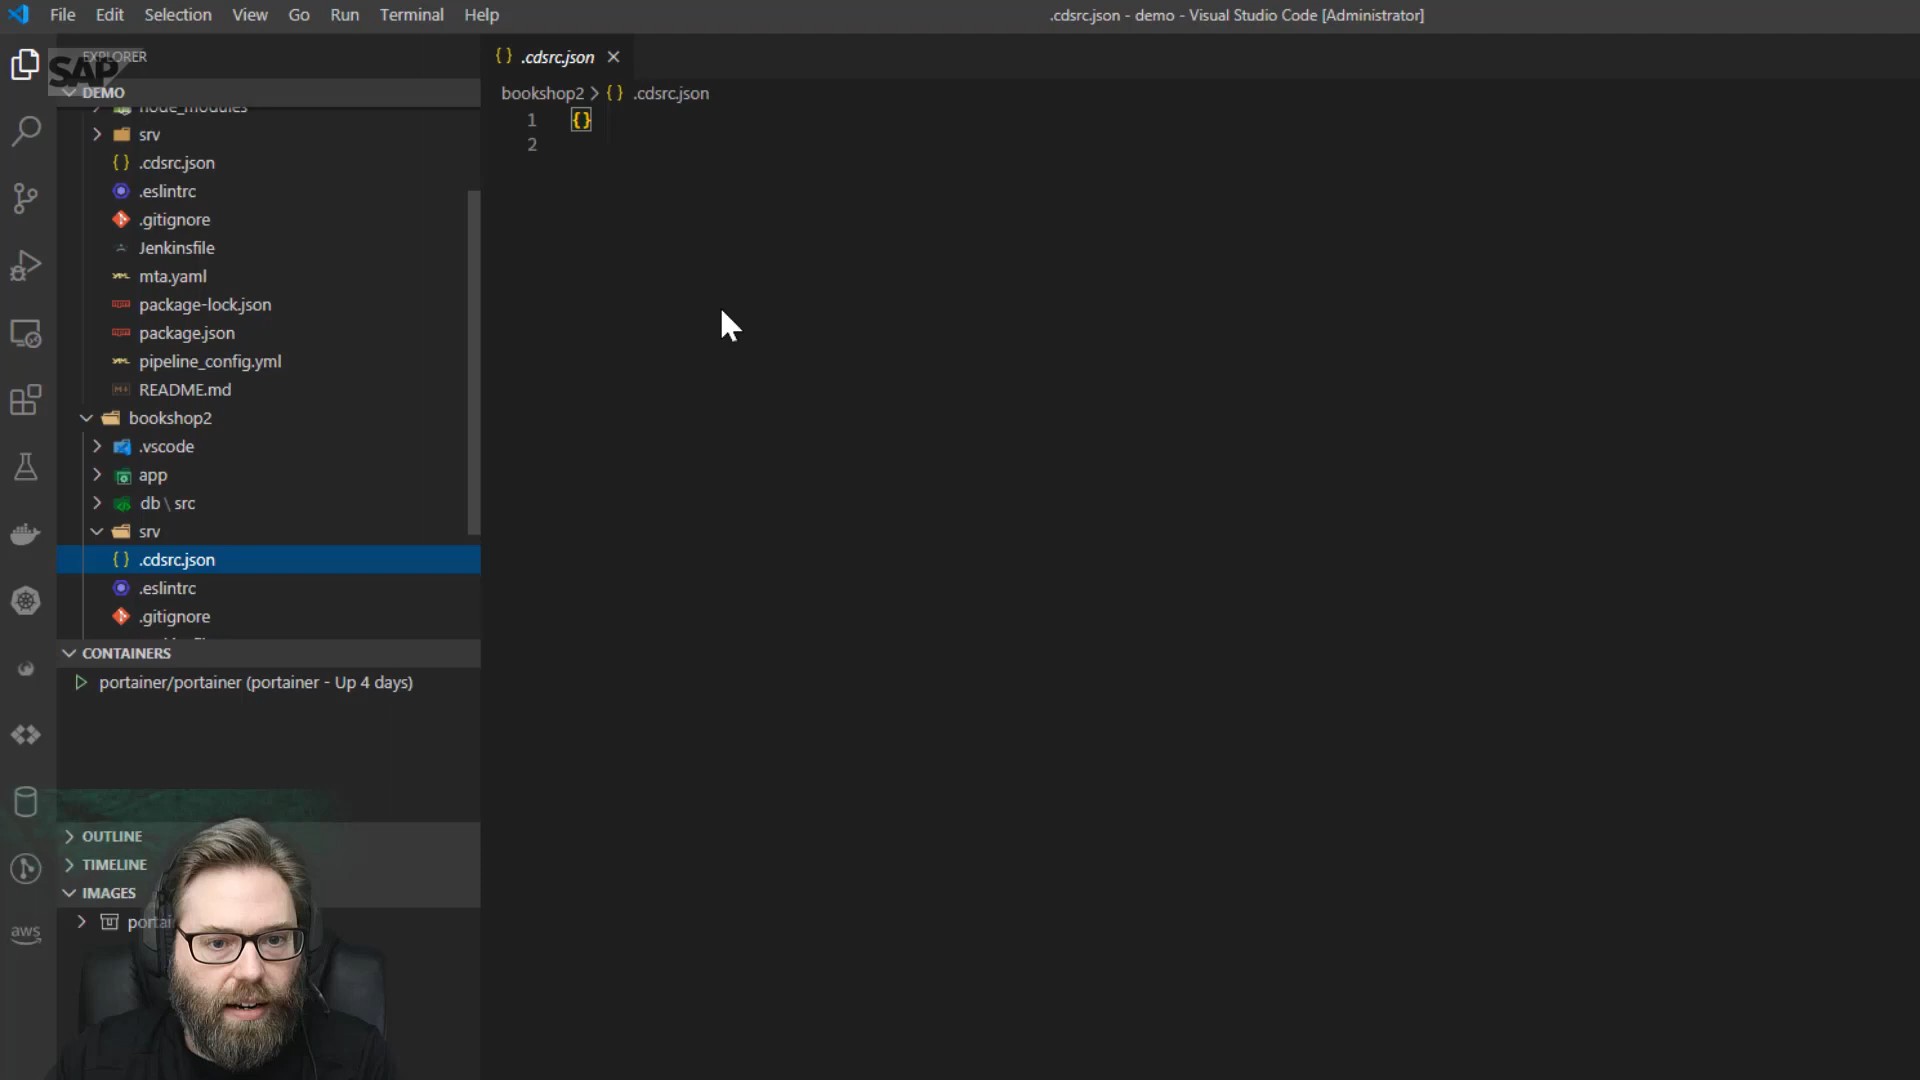 File Edit Selection View Go Run Terminal Help
.cdsrc.json - demo - Visual Studio Code [Administrator]
EXPLORER
SAP
DEMO
node_modules
srv
.cdsrc.json
.eslintrc
.gitignore
Jenkinsfile
mta.yaml
package-lock.json
package.json
pipeline_config.yml
README.md
bookshop2
.vscode
app
db \ src
srv
.cdsrc.json
.eslintrc
.gitignore
CONTAINERS
portainer/portainer (portainer - Up 4 days)
OUTLINE
TIMELINE
IMAGES
portai
aws
{ } .cdsrc.json
bookshop2 > { } .cdsrc.json
1 {}
2